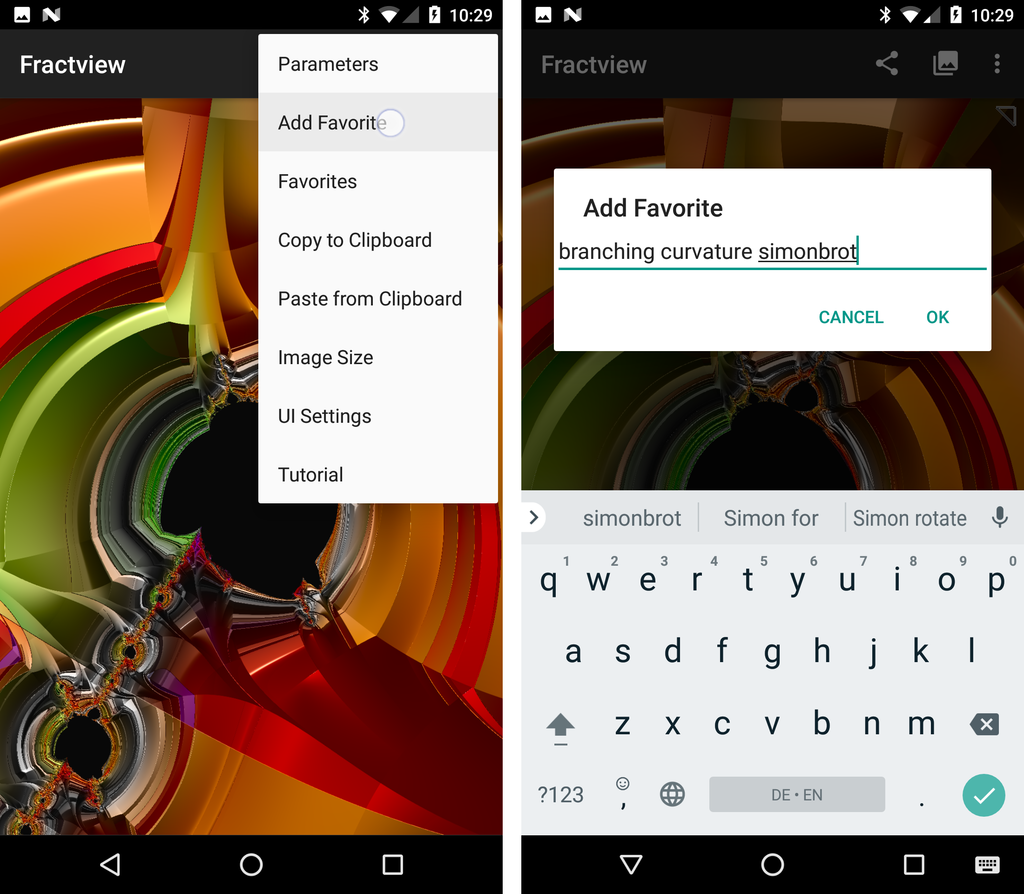 10:29
Fractview
Parameters
Add Favorite
Favorites
Copy to Clipboard
Paste from Clipboard
Image Size
UI Settings
Tutorial
10:29
Fractview
Add Favorite
branching curvature simonbrot
CANCEL OK
simonbrot Simon for Simon rotate
1 2 3 4 5 6 7 8 9 0
q w e r t y u i o p
a s d f g h j k l
z x c v b n m
?123 , DE • EN .